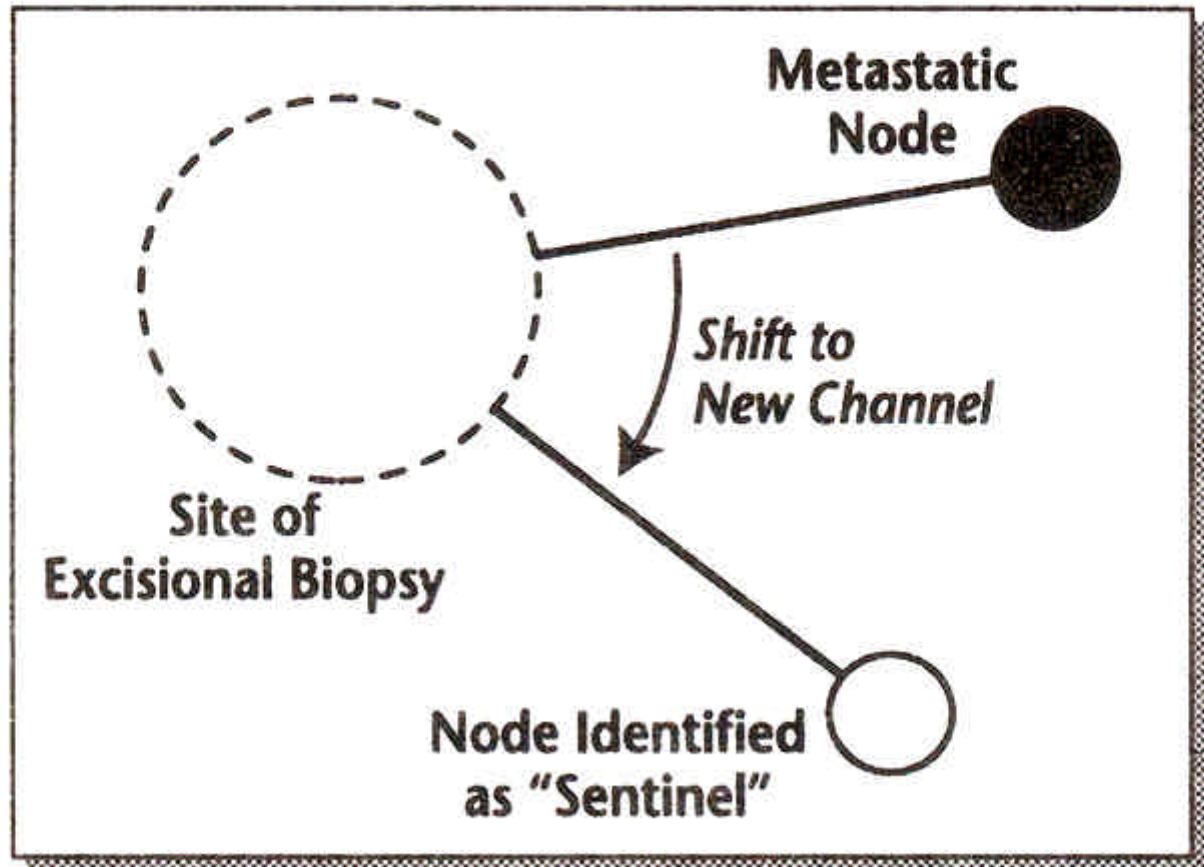 Metastatic
Node
Shift to
New Channel
Site of
Excisional Biopsy
Node Identified
as “Sentinel”